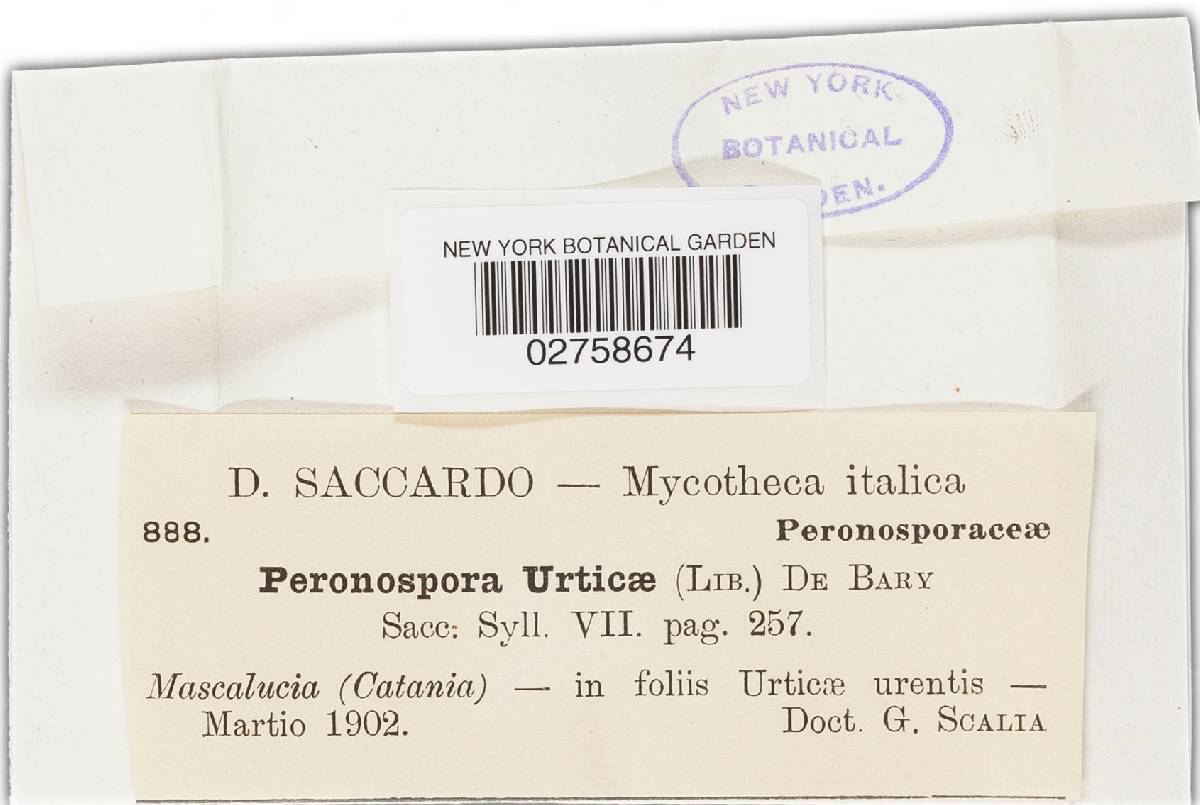 NEW YORK
BOTANICAL
NEW YORK BOTANICAL GARDEN
02758674
D. SACCARDO — Mycotheca italica
888.
Peronosporaceæ
Peronospora Urticæ (LIB.) DE BARY
Sacc: Syll. VII. pag. 257.
Mascalucia (Catania) — in foliis Urticæ urentis —
Martio 1902.
Doct. G. SCALIA